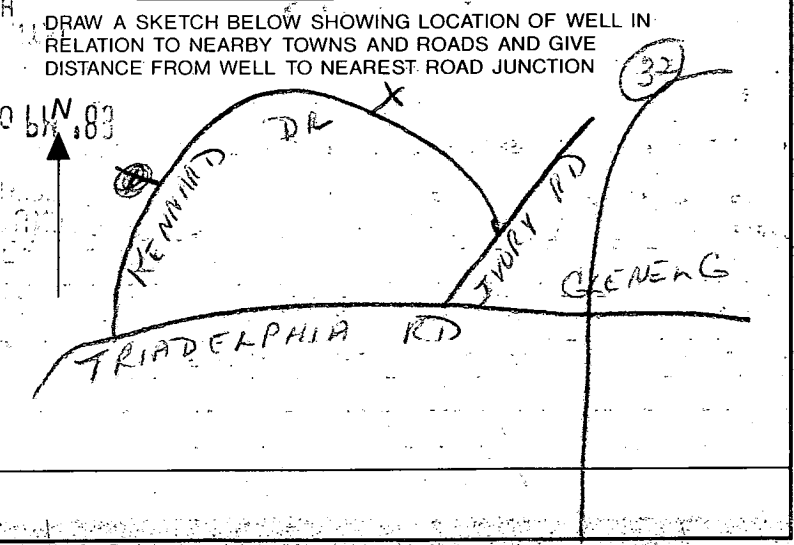 DRAW A SKETCH BELOW SHOWING LOCATION OF WELL IN
RELATION TO NEARBY TOWNS AND ROADS AND GIVE
DISTANCE FROM WELL TO NEAREST ROAD JUNCTION
32
N
X
DR
KENNARD
IVORY RD
GLENELG
TRIADELPHIA RD